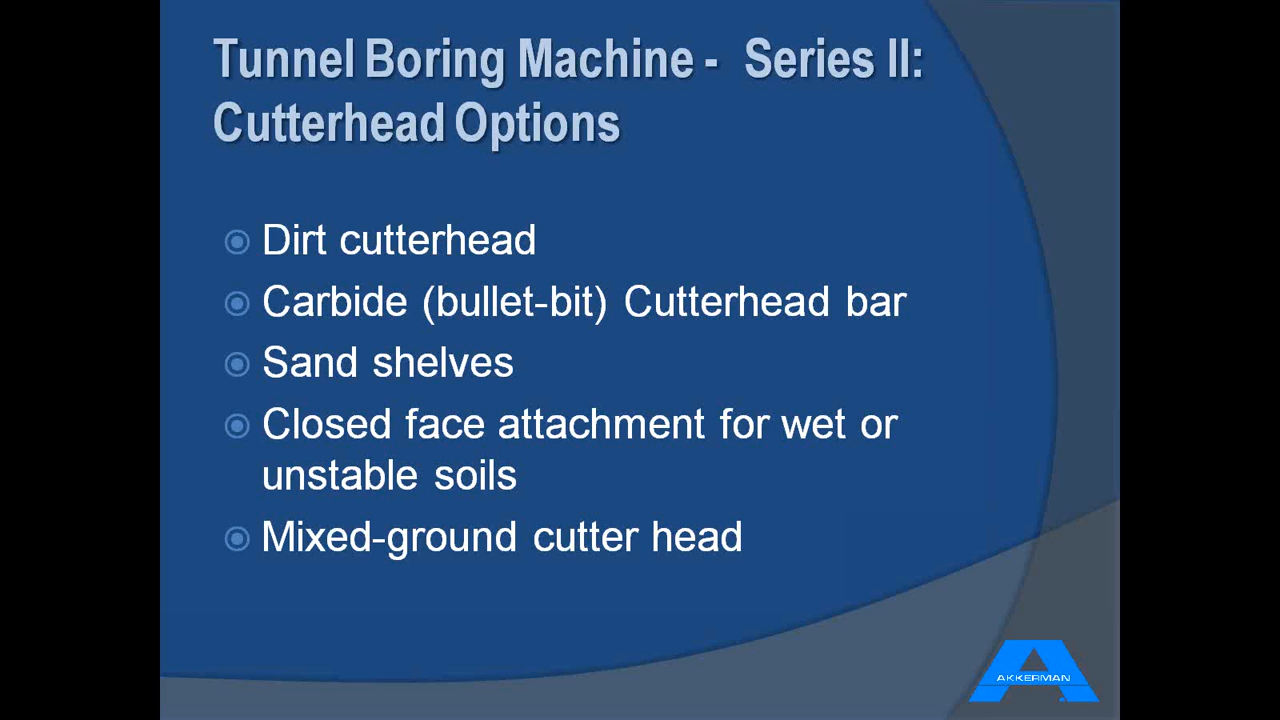 Tunnel Boring Machine - Series II:
Cutterhead Options
Dirt cutterhead
Carbide (bullet-bit) Cutterhead bar
Sand shelves
Closed face attachment for wet or
unstable soils
Mixed-ground cutter head
AKKERMAN